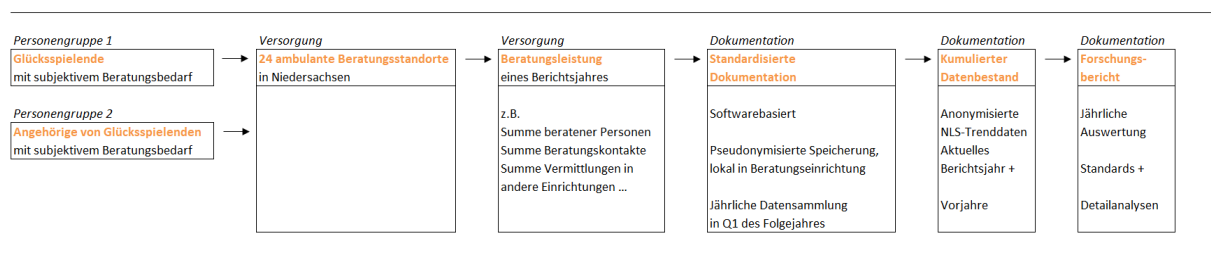 Personengruppe 1
Glücksspielende
mit subjektivem Beratungsbedarf
Personengruppe 2
Angehörige von Glücksspielenden
mit subjektivem Beratungsbedarf
Versorgung
24 ambulante Beratungsstandorte
in Niedersachsen
Versorgung
Beratungsleistung
eines Berichtsjahres
z.B.
Summe beratener Personen
Summe Beratungskontakte
Summe Vermittlungen in
andere Einrichtungen ...
Dokumentation
Standardisierte
Dokumentation
Softwarebasiert
Pseudonymisierte Speicherung,
lokal in Beratungseinrichtung
Jährliche Datensammlung
in Q1 des Folgejahres
Dokumentation
Kumulierter
Datenbestand
Anonymisierte
NLS-Trenddaten
Aktuelles
Berichtsjahr +
Vorjahre
Dokumentation
Forschungs-
bericht
Jährliche
Auswertung
Standards +
Detailanalysen